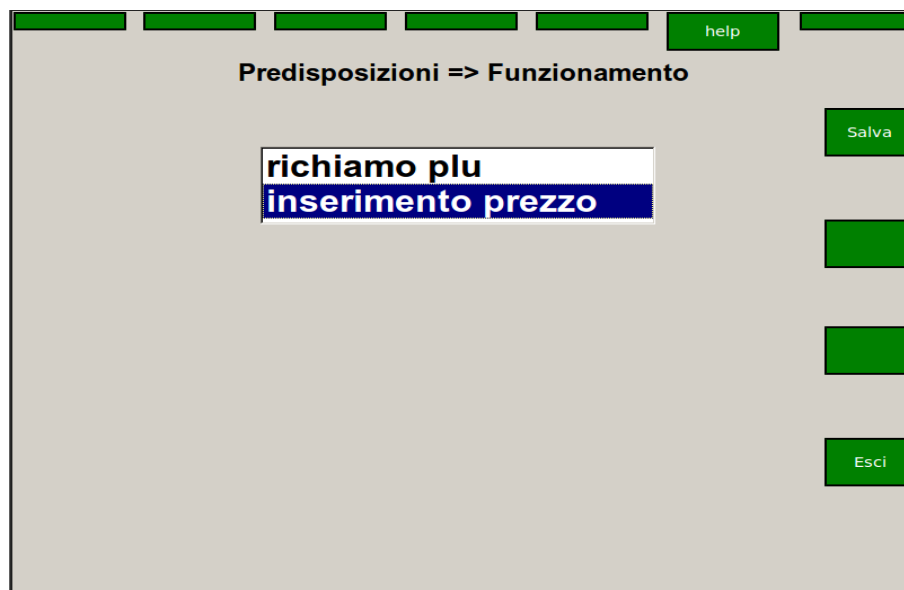 help
Predisposizioni => Funzionamento
Salva
richiamo plu
inserimento prezzo
Esci